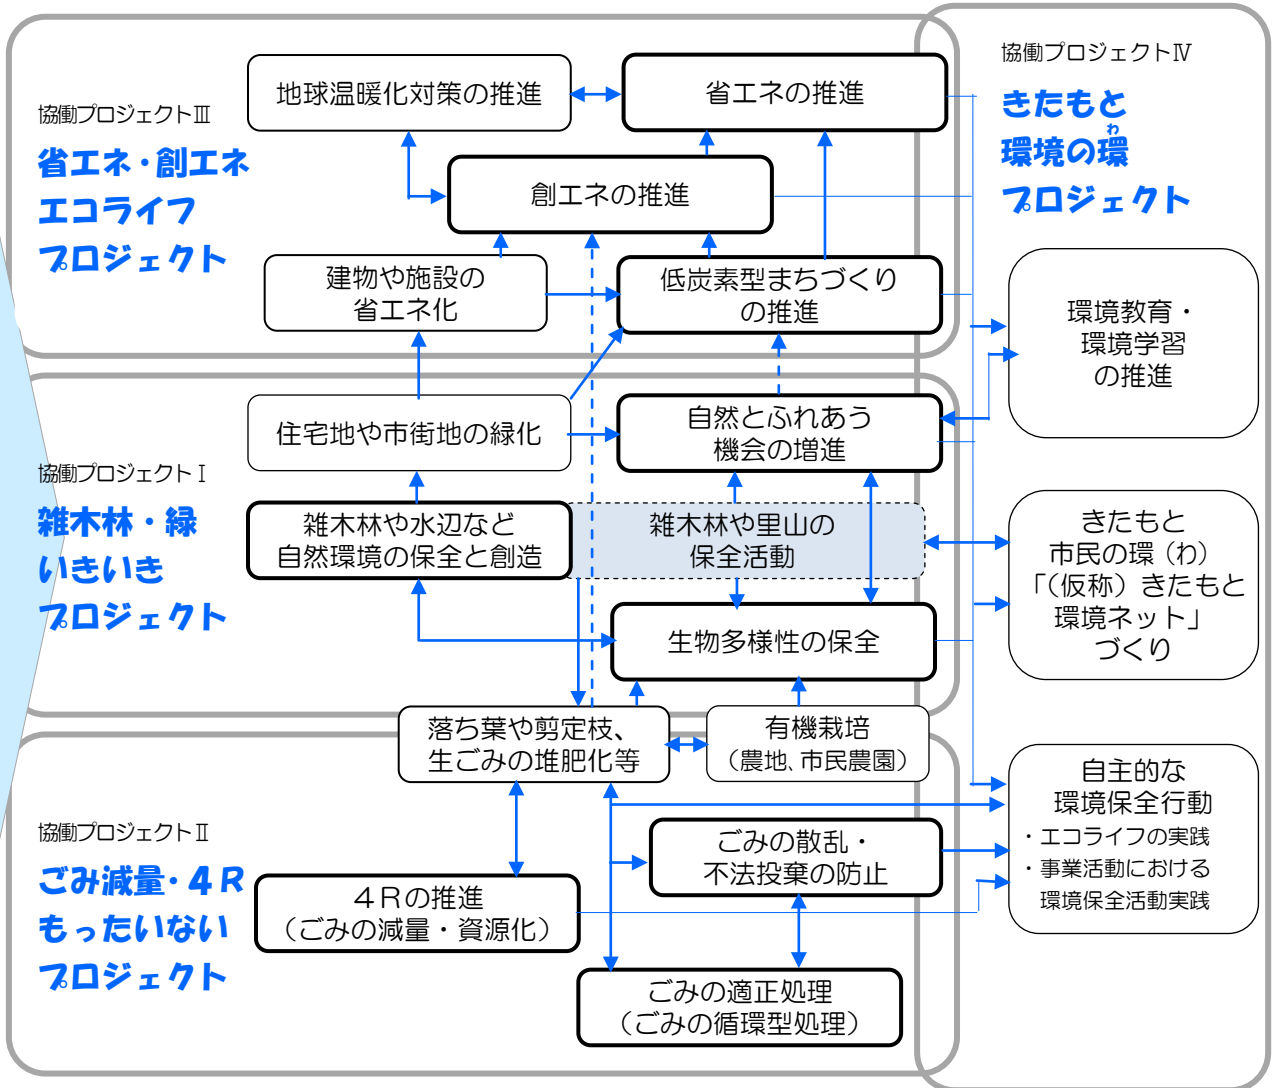 協働プロジェクトⅢ
省エネ・創エネ
エコライフ
プロジェクト
地球温暖化対策の推進
省エネの推進
創エネの推進
建物や施設の
省エネ化
低炭素型まちづくり
の推進
協働プロジェクトⅠ
雑木林・緑
いきいき
プロジェクト
住宅地や市街地の緑化
自然とふれあう
機会の増進
雑木林や水辺など
自然環境の保全と創造
雑木林や里山の
保全活動
生物多様性の保全
落ち葉や剪定枝、
生ごみの堆肥化等
有機栽培
（農地、市民農園）
協働プロジェクトⅡ
ごみ減量・４Ｒ
もったいない
プロジェクト
ごみの散乱・
不法投棄の防止
４Ｒの推進
（ごみの減量・資源化）
ごみの適正処理
（ごみの循環型処理）
協働プロジェクトⅣ
きたもと
わ
環境の環
プロジェクト
環境教育・
環境学習
の推進
きたもと
市民の環（わ）
「（仮称）きたもと
環境ネット」
づくり
自主的な
環境保全行動
・エコライフの実践
・事業活動における
環境保全活動実践